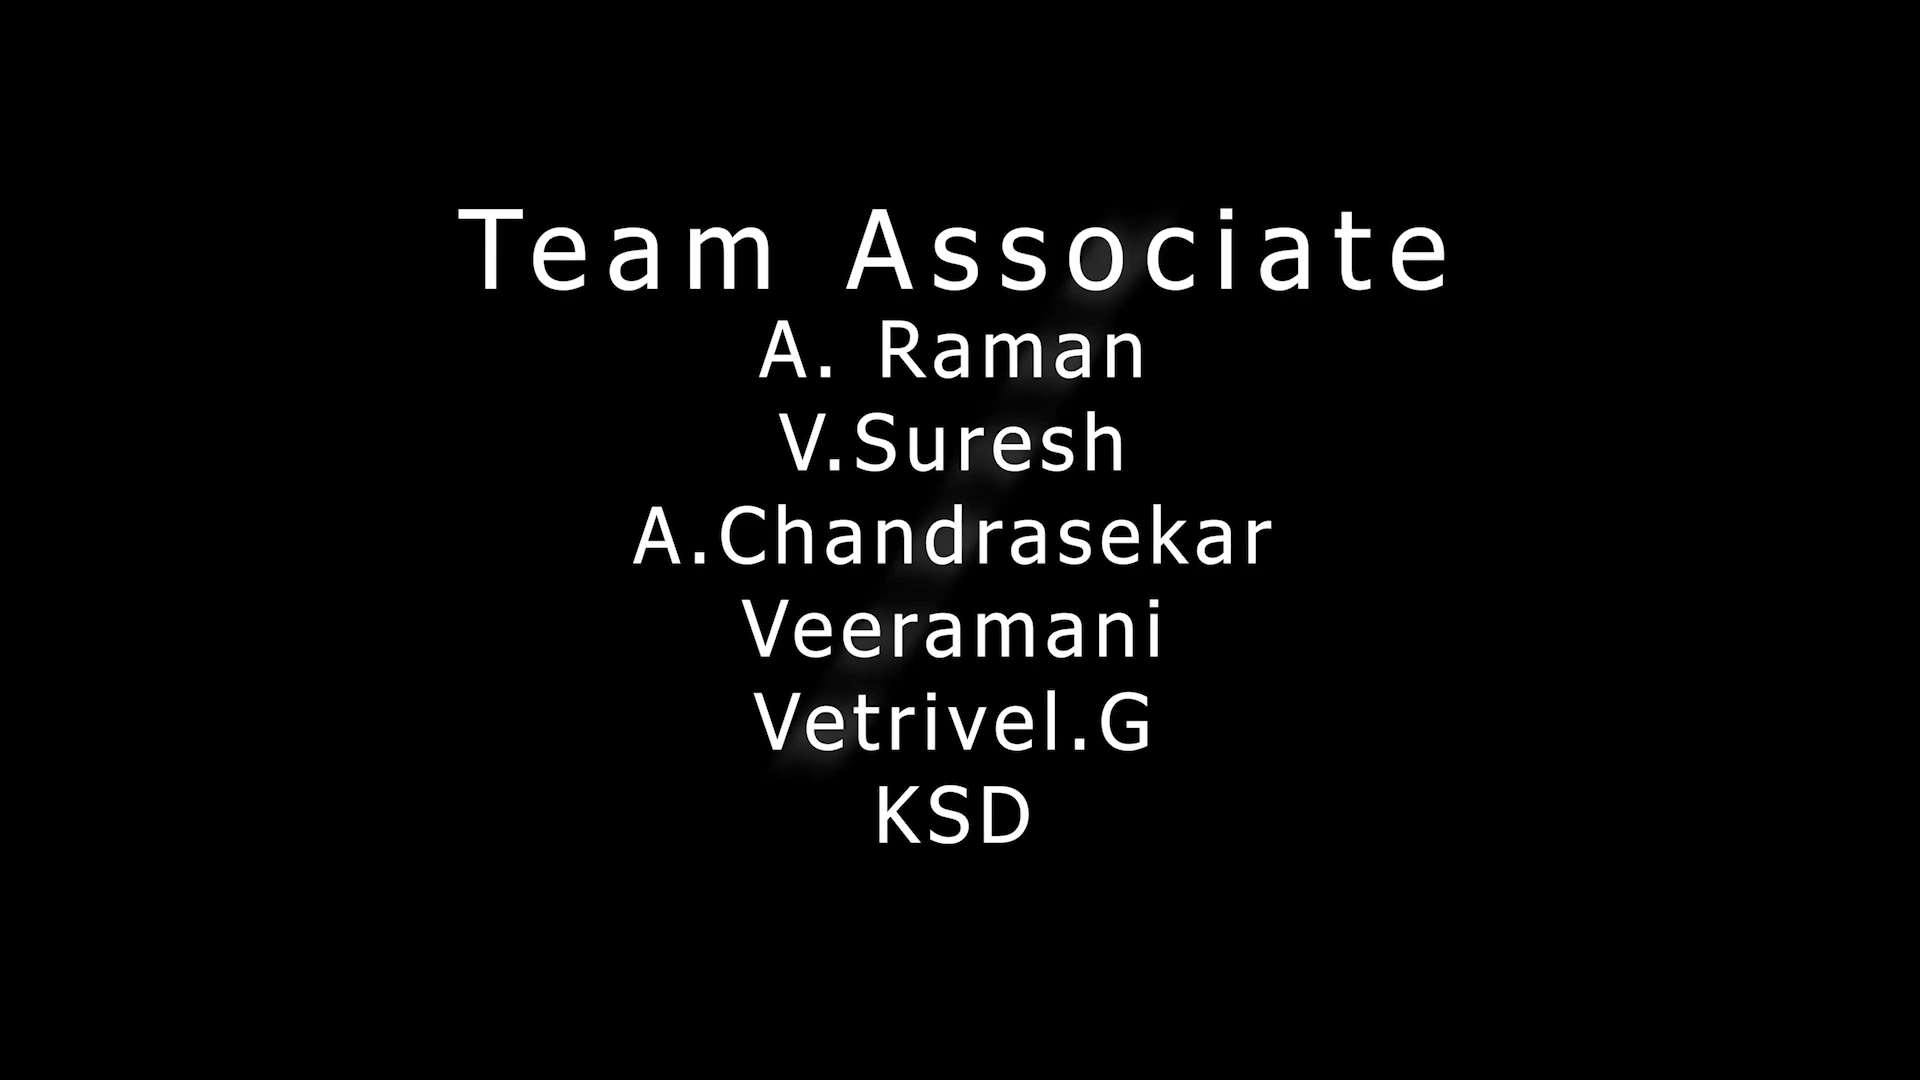 Team Associate
A. Raman
V.Suresh
A.Chandrasekar
Veeramani
Vetrivel.G
KSD